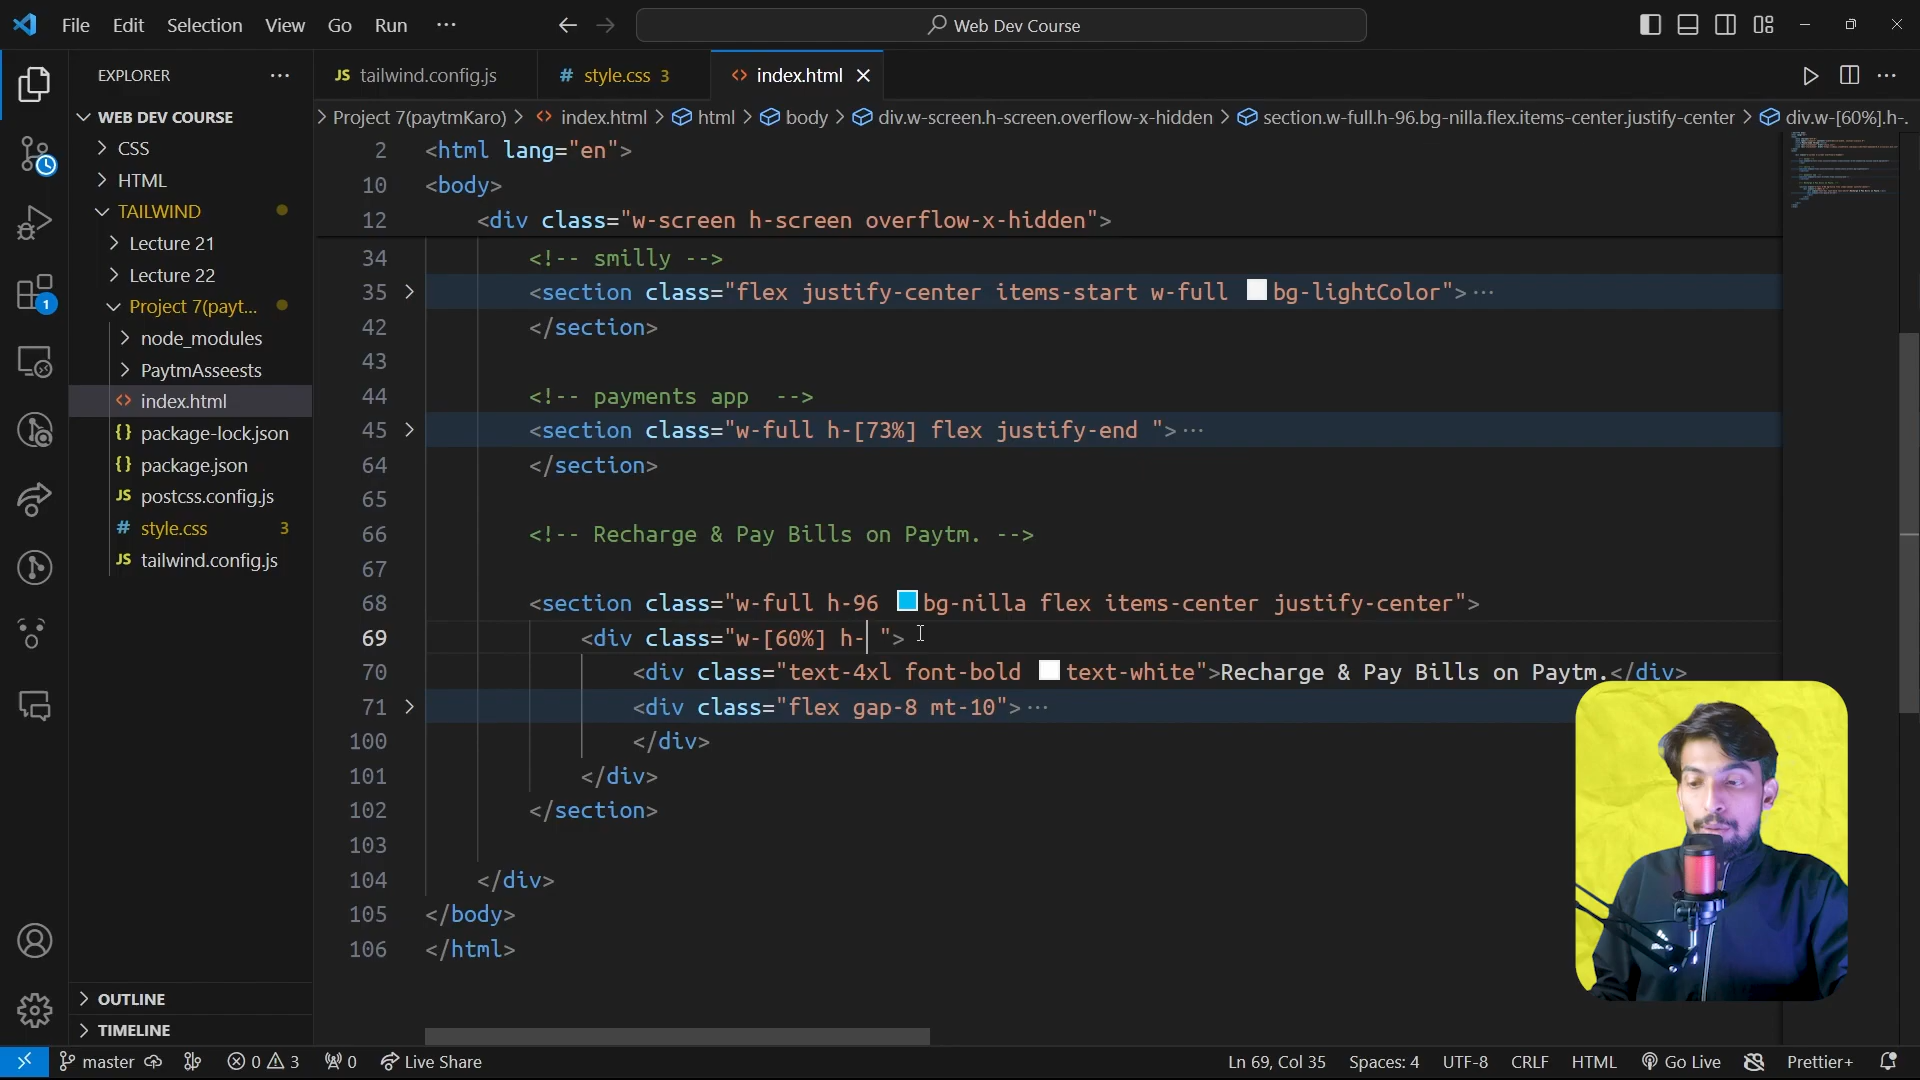 File Edit Selection View Go Run ···
Web Dev Course
EXPLORER ···
JS tailwind.config.js
# style.css 3
<> index.html
WEB DEV COURSE
CSS
HTML
TAILWIND
Lecture 21
Lecture 22
Project 7(payt...
node_modules
PaytmAsseests
<> index.html
{} package-lock.json
{} package.json
JS postcss.config.js
# style.css 3
JS tailwind.config.js
OUTLINE
TIMELINE
1
> Project 7(paytmKaro) > <> index.html > html > body > div.w-screen.h-screen.overflow-x-hidden > section.w-full.h-96.bg-nilla.flex.items-center.justify-center > div.w-[60%].h-.
2 <html lang="en">
10 <body>
12 <div class="w-screen h-screen overflow-x-hidden">
34 <!-- smilly -->
35 <section class="flex justify-center items-start w-full bg-lightColor">···
42 </section>
43
44 <!-- payments app  -->
45 <section class="w-full h-[73%] flex justify-end ">···
64 </section>
65
66 <!-- Recharge & Pay Bills on Paytm. -->
67
68 <section class="w-full h-96 bg-nilla flex items-center justify-center">
69 <div class="w-[60%] h- ">
70 <div class="text-4xl font-bold text-white">Recharge & Pay Bills on Paytm.</div>
71 <div class="flex gap-8 mt-10">···
100 </div>
101 </div>
102 </section>
103
104 </div>
105 </body>
106 </html>
master 0 3 0 Live Share
Ln 69, Col 35 Spaces: 4 UTF-8 CRLF HTML Go Live Prettier+